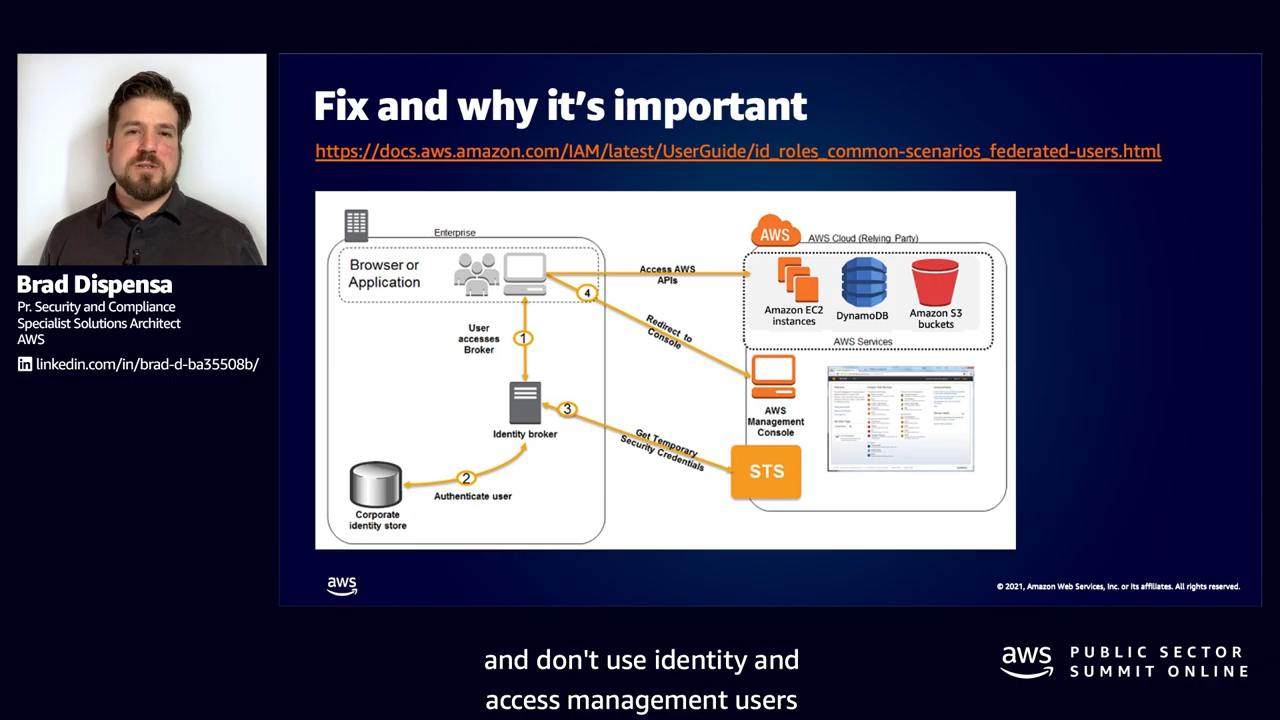 Fix and why it's important
https://docs.aws.amazon.com/IAM/latest/UserGuide/id_roles_common-scenarios_federated-users.html
Brad Dispensa
Pr. Security and Compliance
Specialist Solutions Architect
AWS
linkedin.com/in/brad-d-ba35508b/
Enterprise
Browser or
Application
User
accesses
Broker
1
Identity broker
2
Authenticate user
Corporate
identity store
3
Get Temporary
Security Credentials
4
Access AWS
APIs
Redirect to
Console
AWS
AWS Cloud (Relying Party)
Amazon EC2
instances
DynamoDB
Amazon S3
buckets
AWS Services
AWS
Management
Console
STS
aws
© 2021, Amazon Web Services, Inc. or its affiliates. All rights reserved.
and don't use identity and
access management users
aws
PUBLIC SECTOR
SUMMIT ONLINE